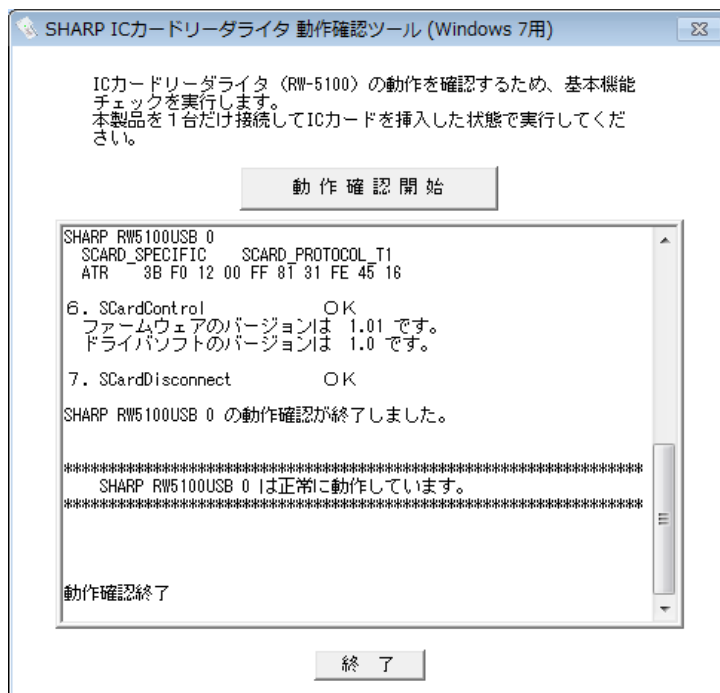 SHARP ICカードリーダライタ 動作確認ツール (Windows 7用)
ICカードリーダライタ（RW-5100）の動作を確認するため、基本機能
チェックを実行します。
本製品を１台だけ接続してICカードを挿入した状態で実行してくだ
さい。
動作確認開始
SHARP RW5100USB 0
SCARD_SPECIFIC SCARD_PROTOCOL_T1
ATR 3B F0 12 00 FF 81 31 FE 45 16
６．SCardControl ＯＫ
ファームウェアのバージョンは 1.01 です。
ドライバソフトのバージョンは 1.0 です。
７．SCardDisconnect ＯＫ
SHARP RW5100USB 0 の動作確認が終了しました。
*****************************************************************
SHARP RW5100USB 0 は正常に動作しています。
*****************************************************************
動作確認終了
終 了